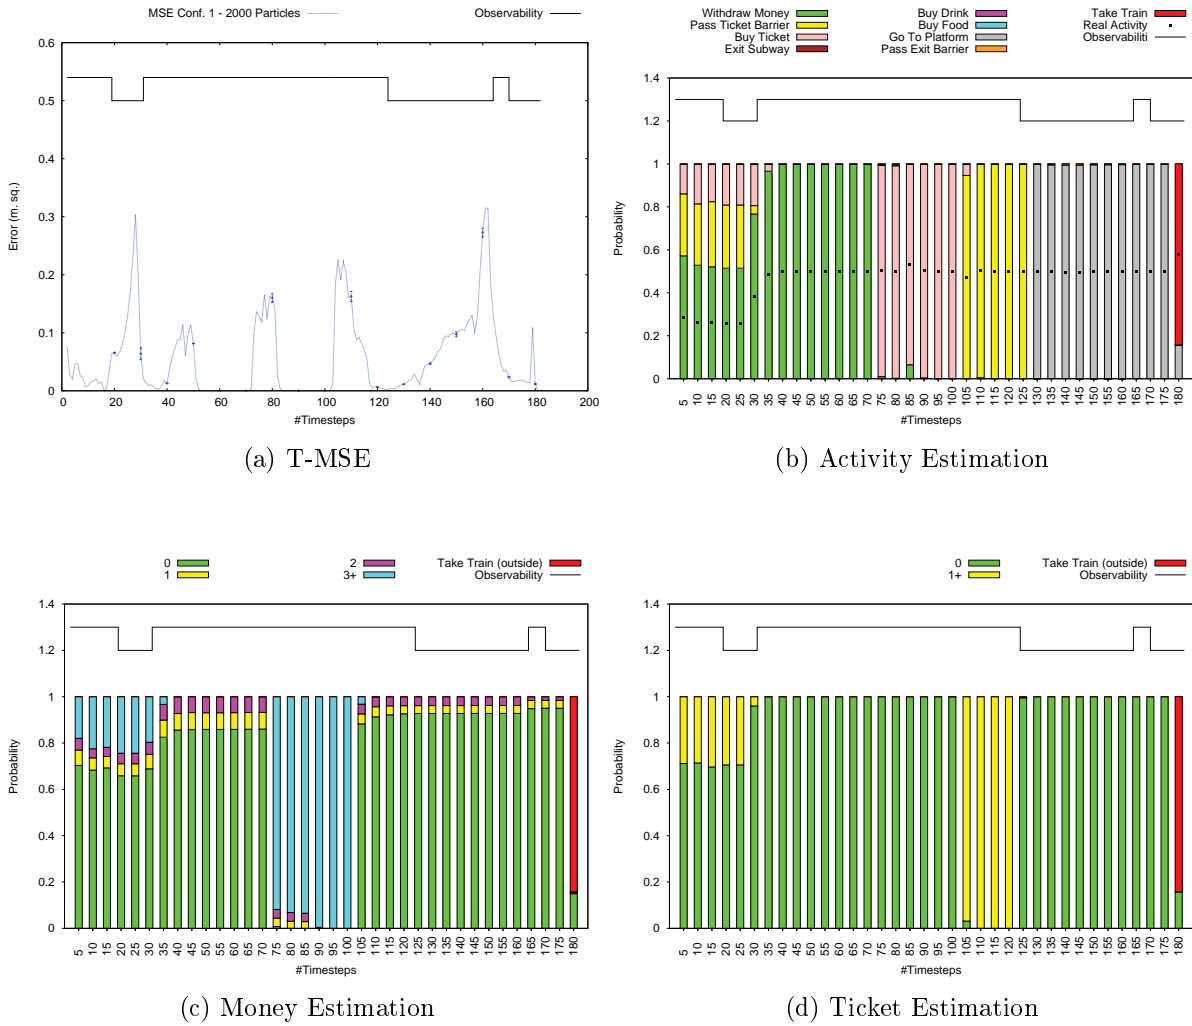 MSE Conf. 1 - 2000 Particles
Observability
0.6
0.5
0.4
0.3
0.2
0.1
0
Error (m. sq.)
0 20 40 60 80 100 120 140 160 180 200
#Timesteps
(a) T-MSE
Withdraw Money
Pass Ticket Barrier
Buy Ticket
Exit Subway
Buy Drink
Buy Food
Go To Platform
Pass Exit Barrier
Take Train
Real Activity
Observabiliti
1.4
1.2
1
0.8
0.6
0.4
0.2
0
Probability
5 10 15 20 25 30 35 40 45 50 55 60 65 70 75 80 85 90 95 100 105 110 115 120 125 130 135 140 145 150 155 160 165 170 175 180
#Timesteps
(b) Activity Estimation
0
1
2
3+
Take Train (outside)
Observability
1.4
1.2
1
0.8
0.6
0.4
0.2
0
Probability
5 10 15 20 25 30 35 40 45 50 55 60 65 70 75 80 85 90 95 100 105 110 115 120 125 130 135 140 145 150 155 160 165 170 175 180
#Timesteps
(c) Money Estimation
0
1+
Take Train (outside)
Observability
1.4
1.2
1
0.8
0.6
0.4
0.2
0
Probability
5 10 15 20 25 30 35 40 45 50 55 60 65 70 75 80 85 90 95 100 105 110 115 120 125 130 135 140 145 150 155 160 165 170 175 180
#Timesteps
(d) Ticket Estimation